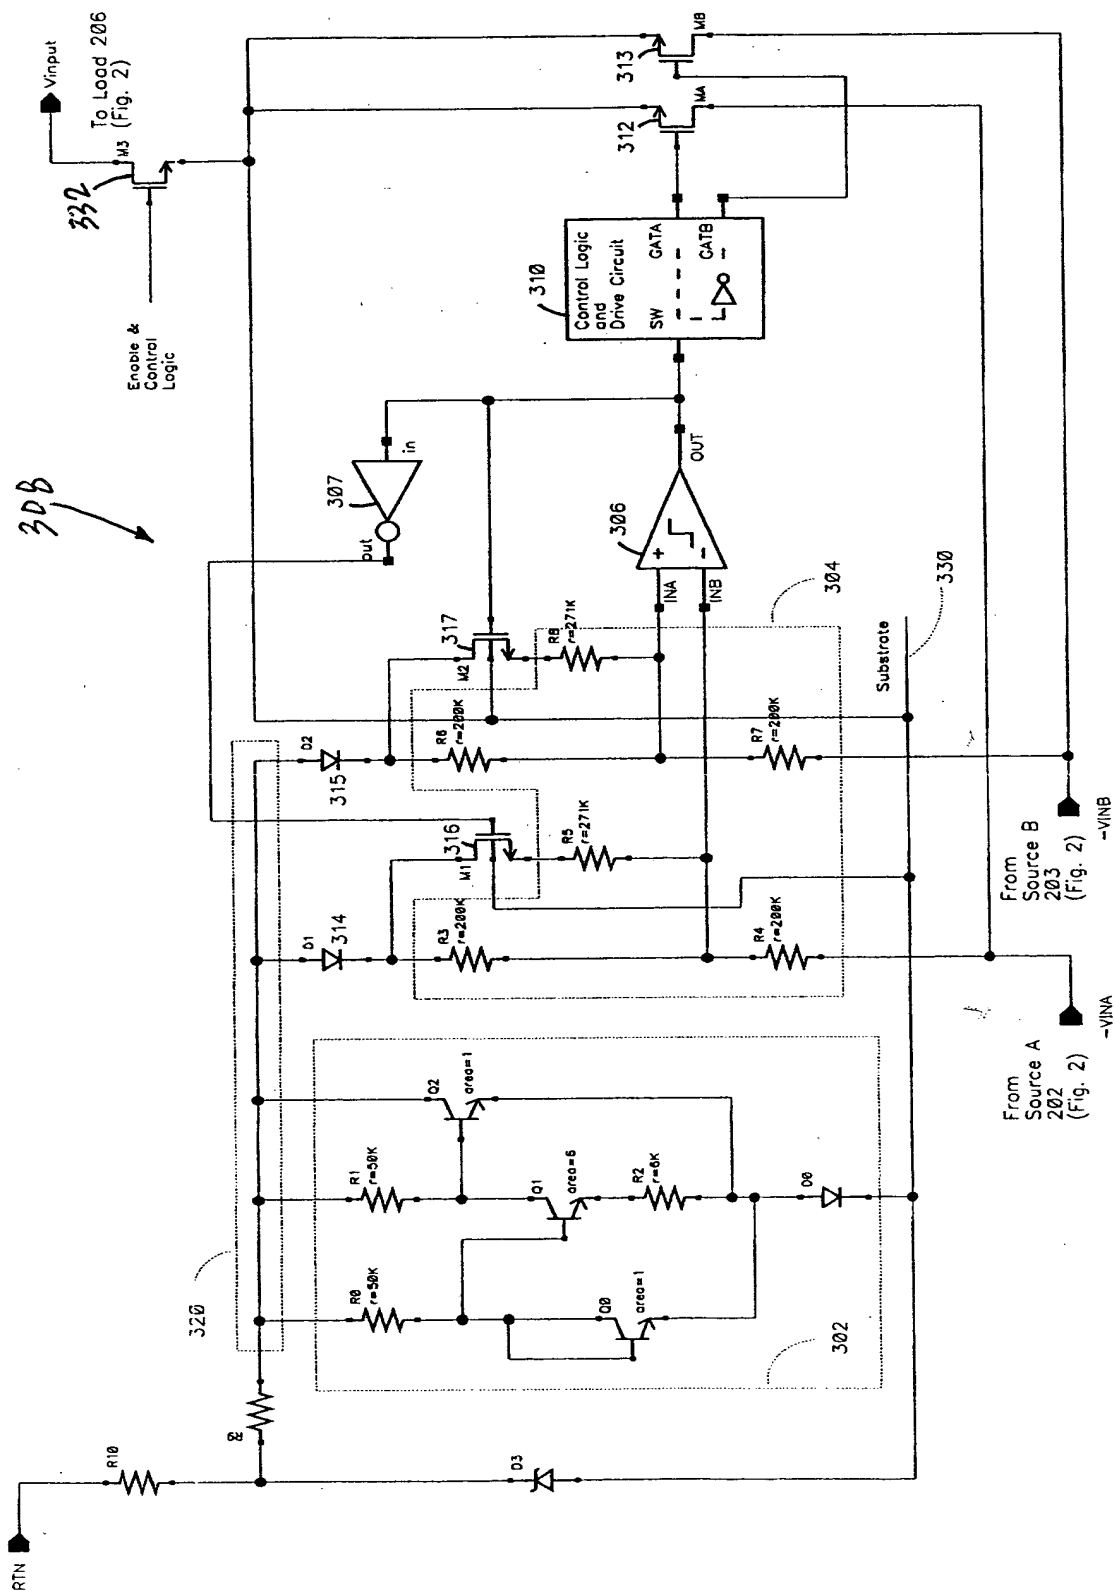 308
RTN
R10
R9
320
D3
302
R0
r=50K
R1
r=50K
Q0
area=1
Q1
area=6
Q2
area=1
R2
r=6K
D0
D1
314
D2
315
M1
316
M2
317
R3
r=200K
R4
r=200K
R5
r=271K
R6
r=200K
R7
r=200K
R8
r=271K
304
Substrate
330
out
307
in
INA
INB
+
-
306
OUT
310
Control Logic
and
Drive Circuit
SW
GATA
GATB
312
MA
313
MB
332
M3
Vinput
To Load 206
(Fig. 2)
Enable &
Control
Logic
From
Source A
202
(Fig. 2)
-VINA
From
Source B
203
(Fig. 2)
-VINB